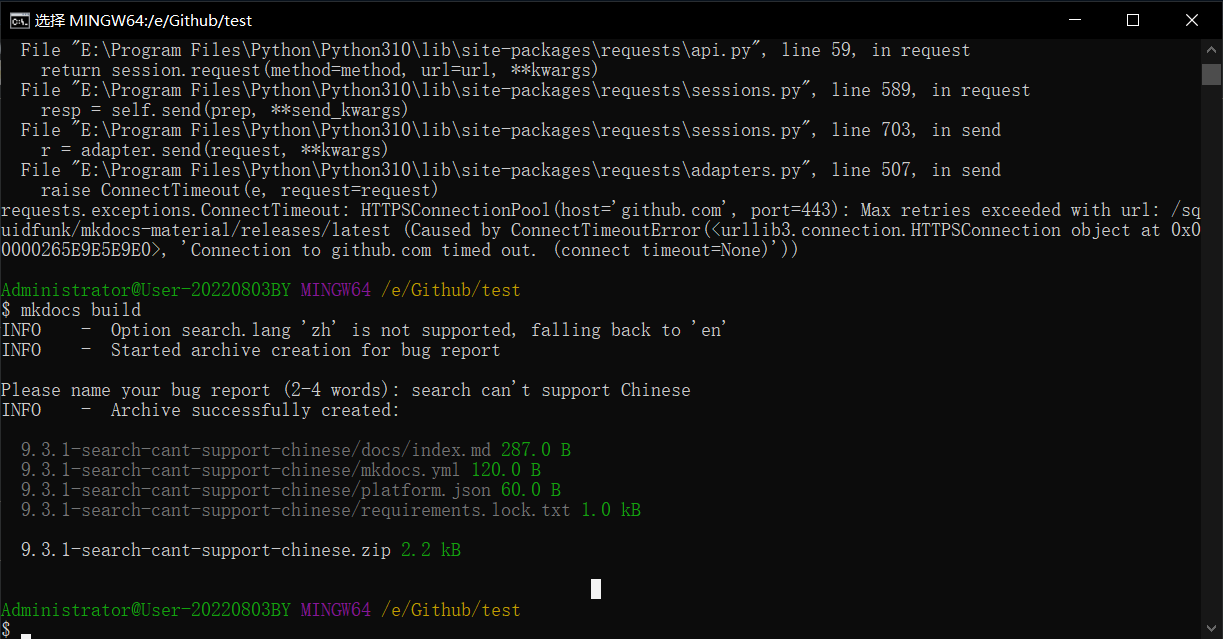 选择 MINGW64:/e/Github/test
File "E:\Program Files\Python\Python310\lib\site-packages\requests\api.py", line 59, in request
return session.request(method=method, url=url, **kwargs)
File "E:\Program Files\Python\Python310\lib\site-packages\requests\sessions.py", line 589, in request
resp = self.send(prep, **send_kwargs)
File "E:\Program Files\Python\Python310\lib\site-packages\requests\sessions.py", line 703, in send
r = adapter.send(request, **kwargs)
File "E:\Program Files\Python\Python310\lib\site-packages\requests\adapters.py", line 507, in send
raise ConnectTimeout(e, request=request)
requests.exceptions.ConnectTimeout: HTTPSConnectionPool(host='github.com', port=443): Max retries exceeded with url: /sq
uidfunk/mkdocs-material/releases/latest (Caused by ConnectTimeoutError(<urllib3.connection.HTTPSConnection object at 0x0
0000265E9E5E9E0>, 'Connection to github.com timed out. (connect timeout=None)'))
Administrator@User-20220803BY MINGW64 /e/Github/test
$ mkdocs build
INFO    -  Option search.lang 'zh' is not supported, falling back to 'en'
INFO    -  Started archive creation for bug report
Please name your bug report (2-4 words): search can't support Chinese
INFO    -  Archive successfully created:
9.3.1-search-cant-support-chinese/docs/index.md 287.0 B
9.3.1-search-cant-support-chinese/mkdocs.yml 120.0 B
9.3.1-search-cant-support-chinese/platform.json 60.0 B
9.3.1-search-cant-support-chinese/requirements.lock.txt 1.0 kB
9.3.1-search-cant-support-chinese.zip 2.2 kB
Administrator@User-20220803BY MINGW64 /e/Github/test
$